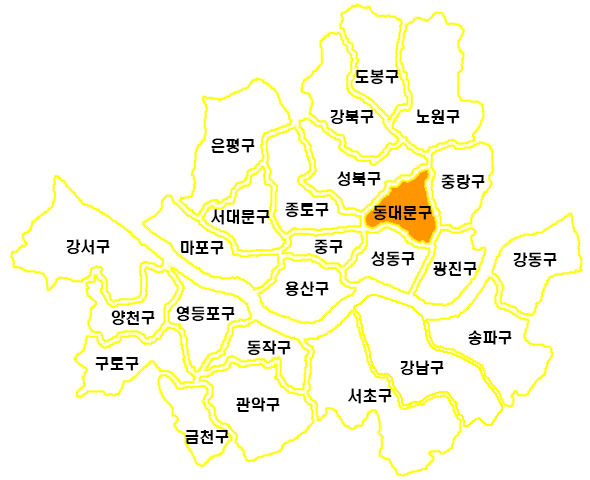 도봉구
강북구
노원구
은평구
성북구
중랑구
서대문구
종로구
동대문구
강서구
마포구
중구
성동구
광진구
강동구
용산구
양천구
영등포구
구토구
동작구
송파구
강남구
서초구
관악구
금천구